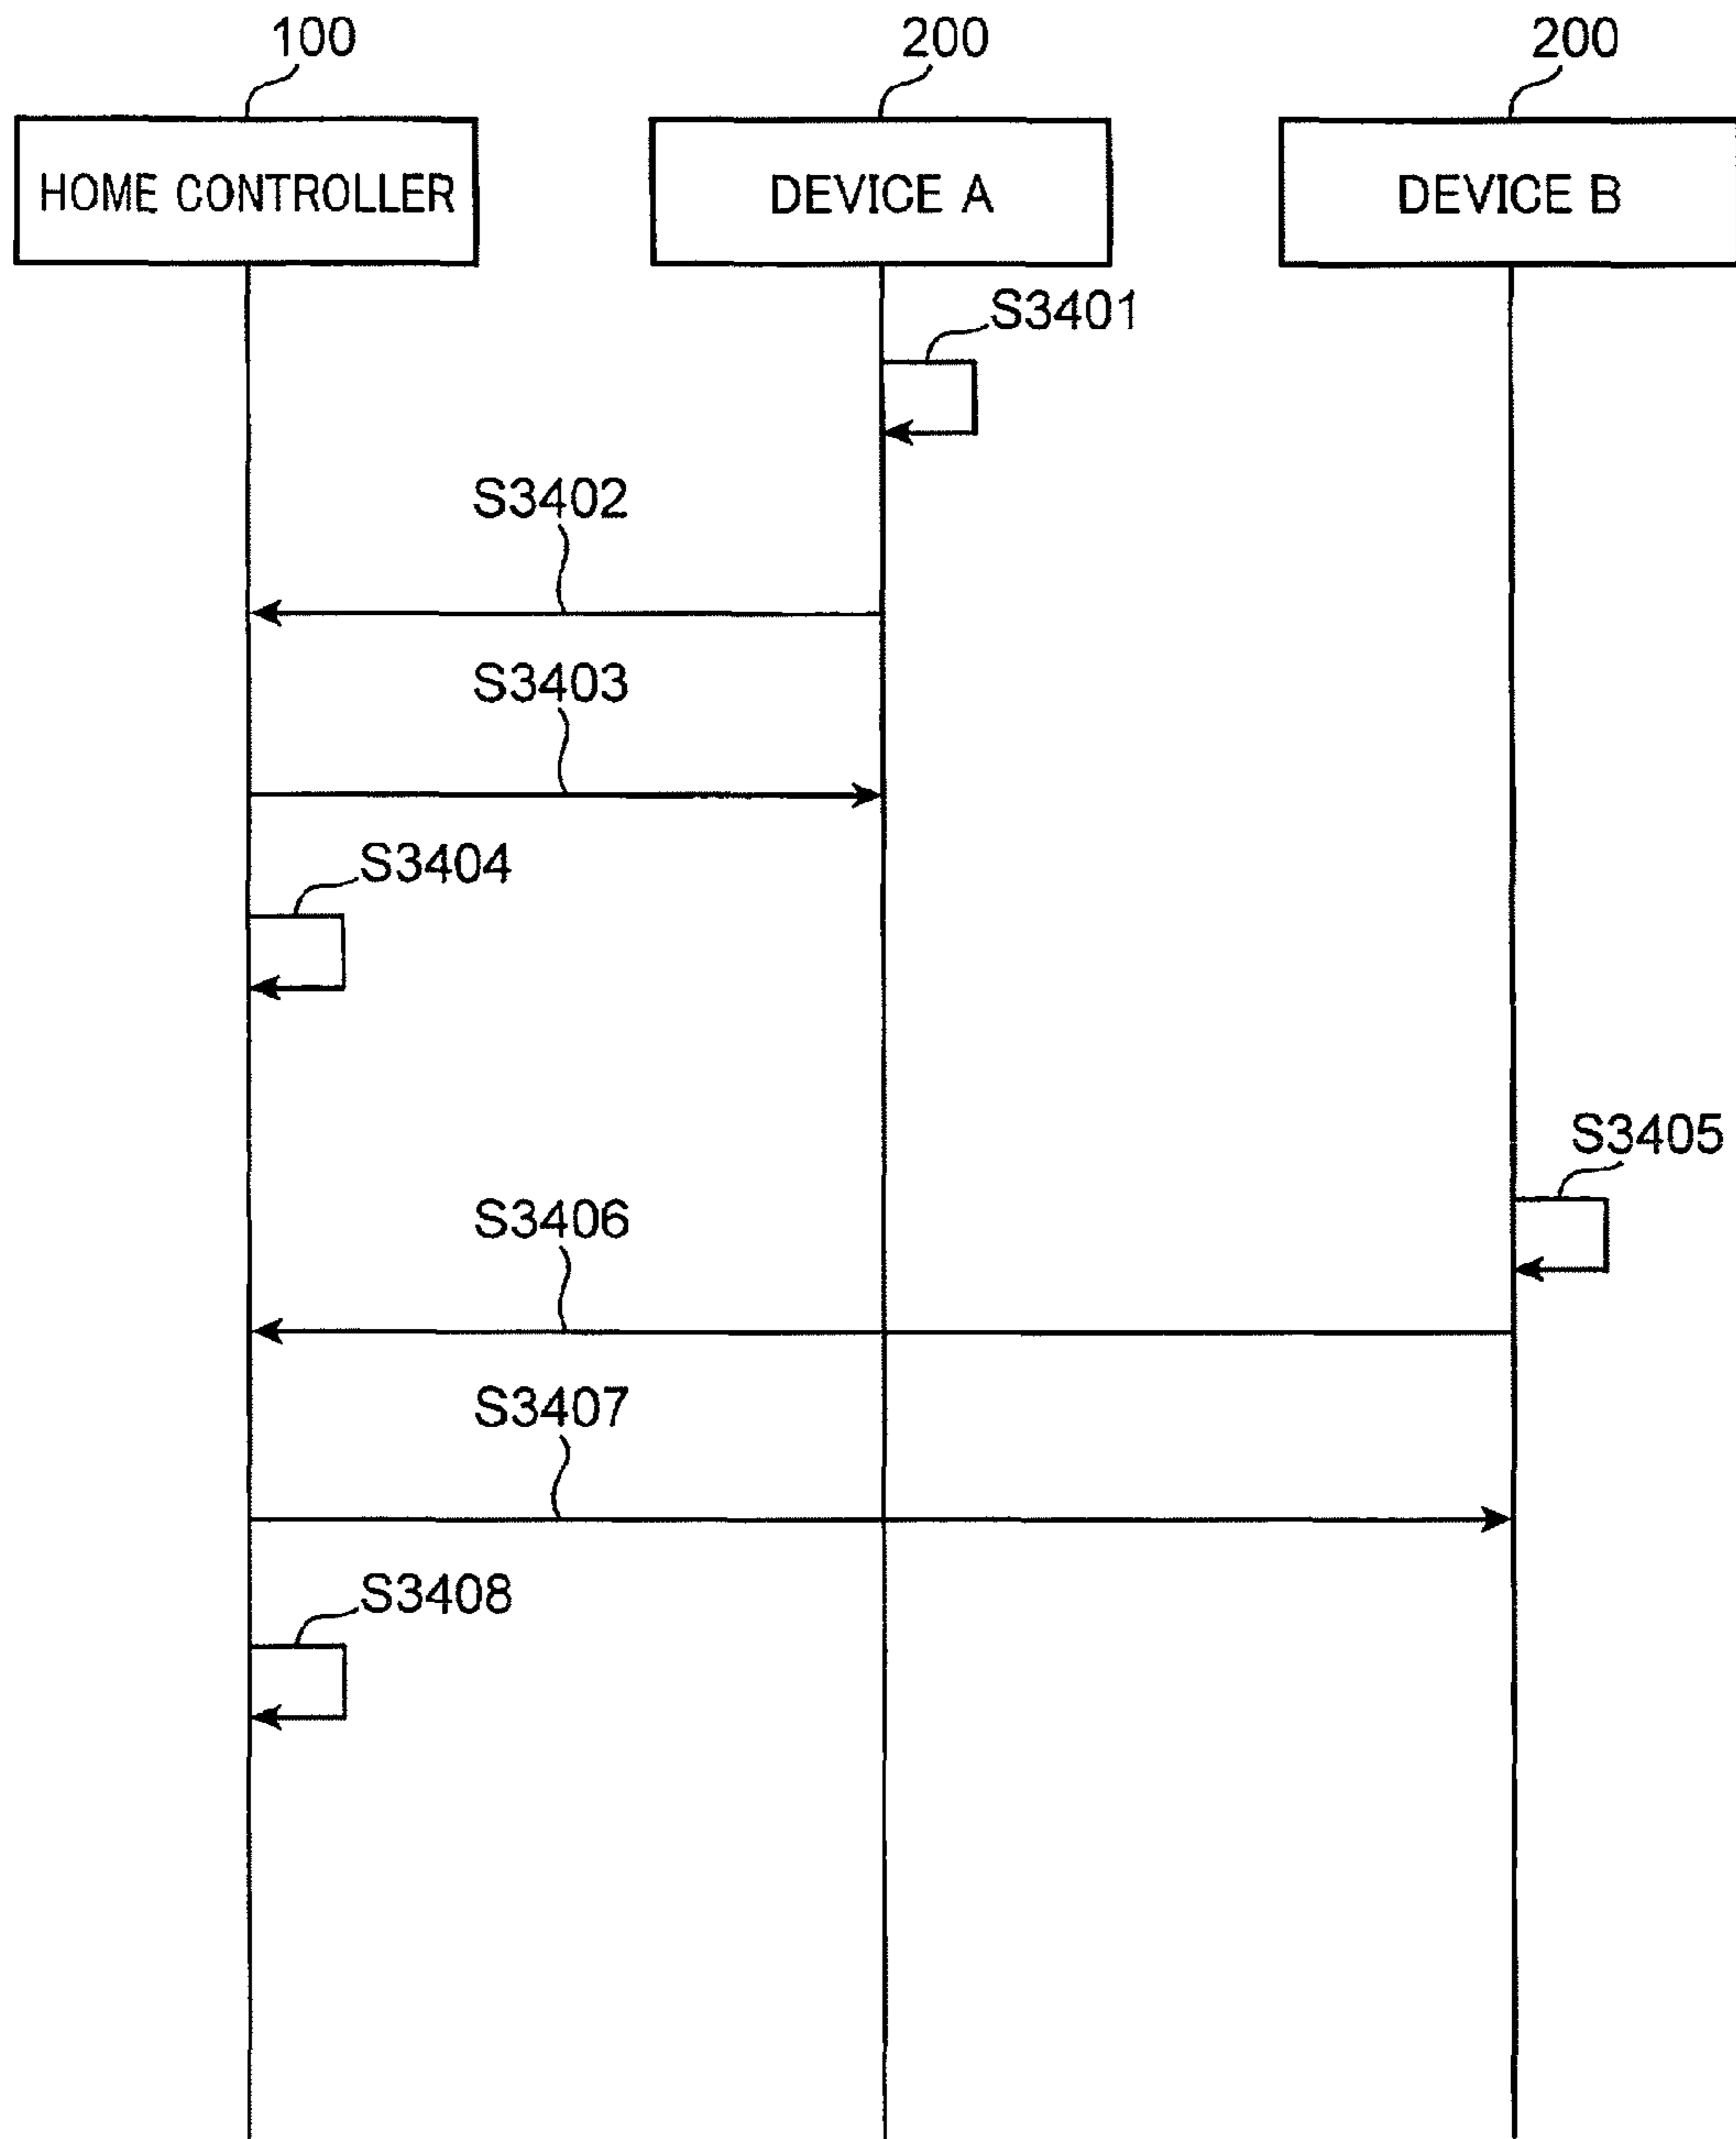 100
200
200
HOME CONTROLLER
DEVICE A
DEVICE B
S3401
S3402
S3403
S3404
S3405
S3406
S3407
S3408